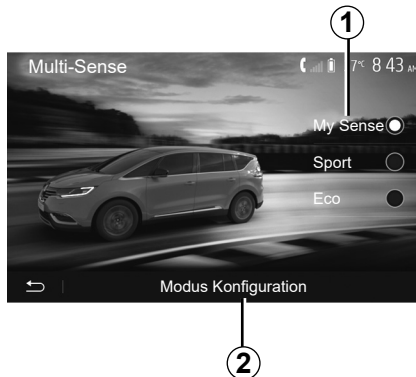 1
Multi-Sense 7°C 8 43 AM
My Sense
Sport
Eco
Modus Konfiguration
2